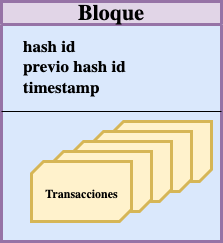 Bloque
hash id
previo hash id
timestamp
Transacciones